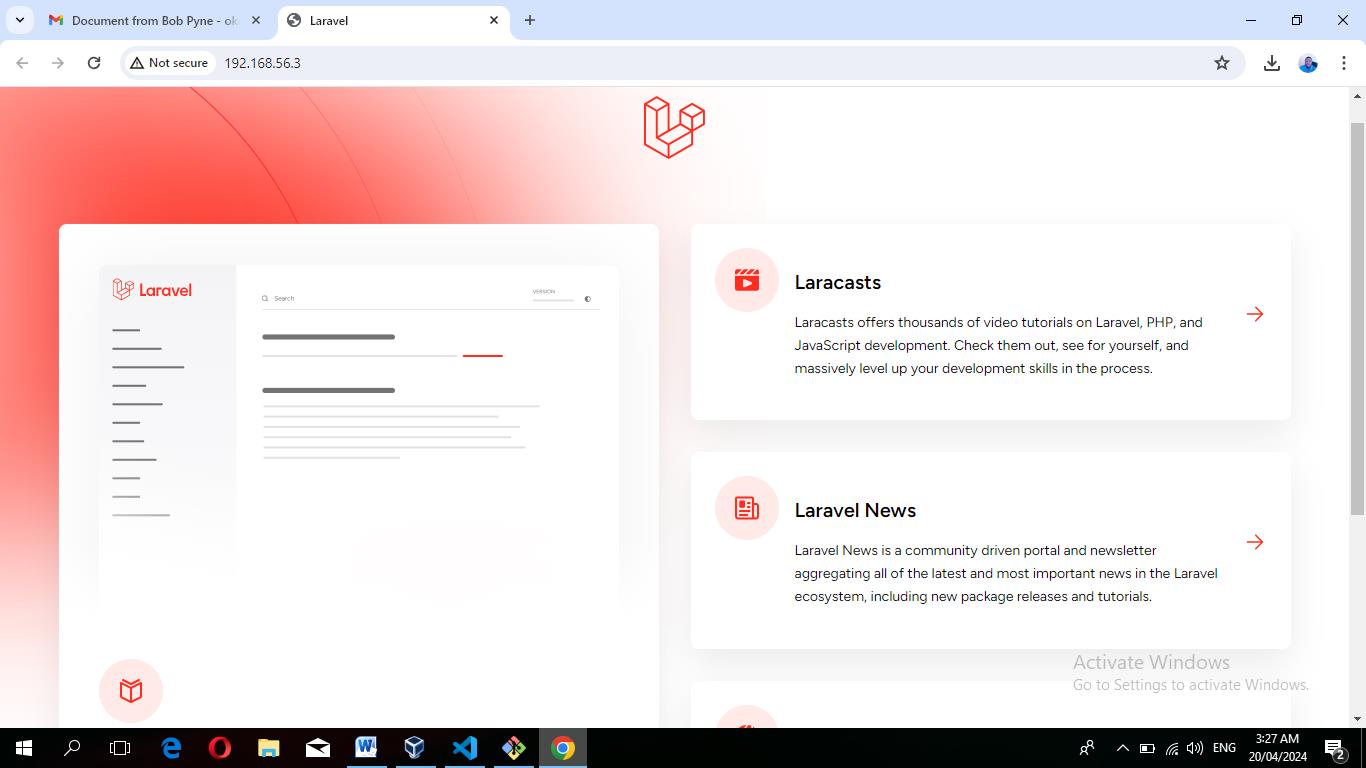 Document from Bob Pyne - ok
Laravel
Not secure
192.168.56.3
Laravel
Search
VERSION
Laracasts
Laracasts offers thousands of video tutorials on Laravel, PHP, and
JavaScript development. Check them out, see for yourself, and
massively level up your development skills in the process.
Laravel News
Laravel News is a community driven portal and newsletter
aggregating all of the latest and most important news in the Laravel
ecosystem, including new package releases and tutorials.
Activate Windows
Go to Settings to activate Windows.
ENG
3:27 AM
20/04/2024
2